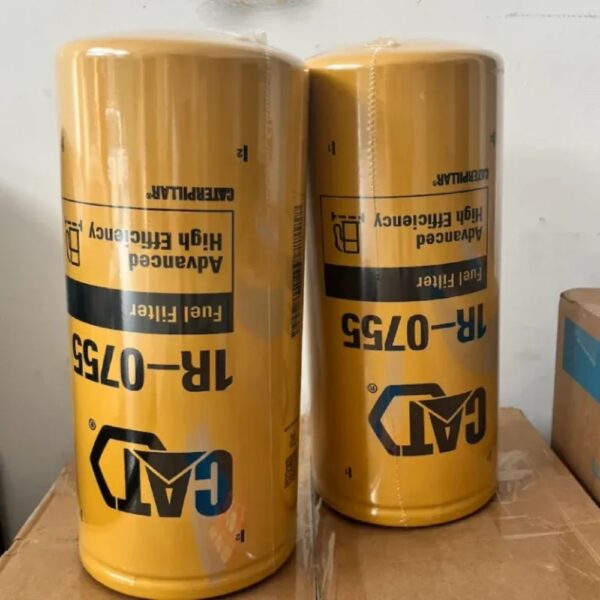 CAT®
1R–0755
Fuel Filter
Advanced
High Efficiency
CATERPILLAR®
CAT®
1R–0755
Fuel Filter
Advanced
High Efficiency
CATERPILLAR®